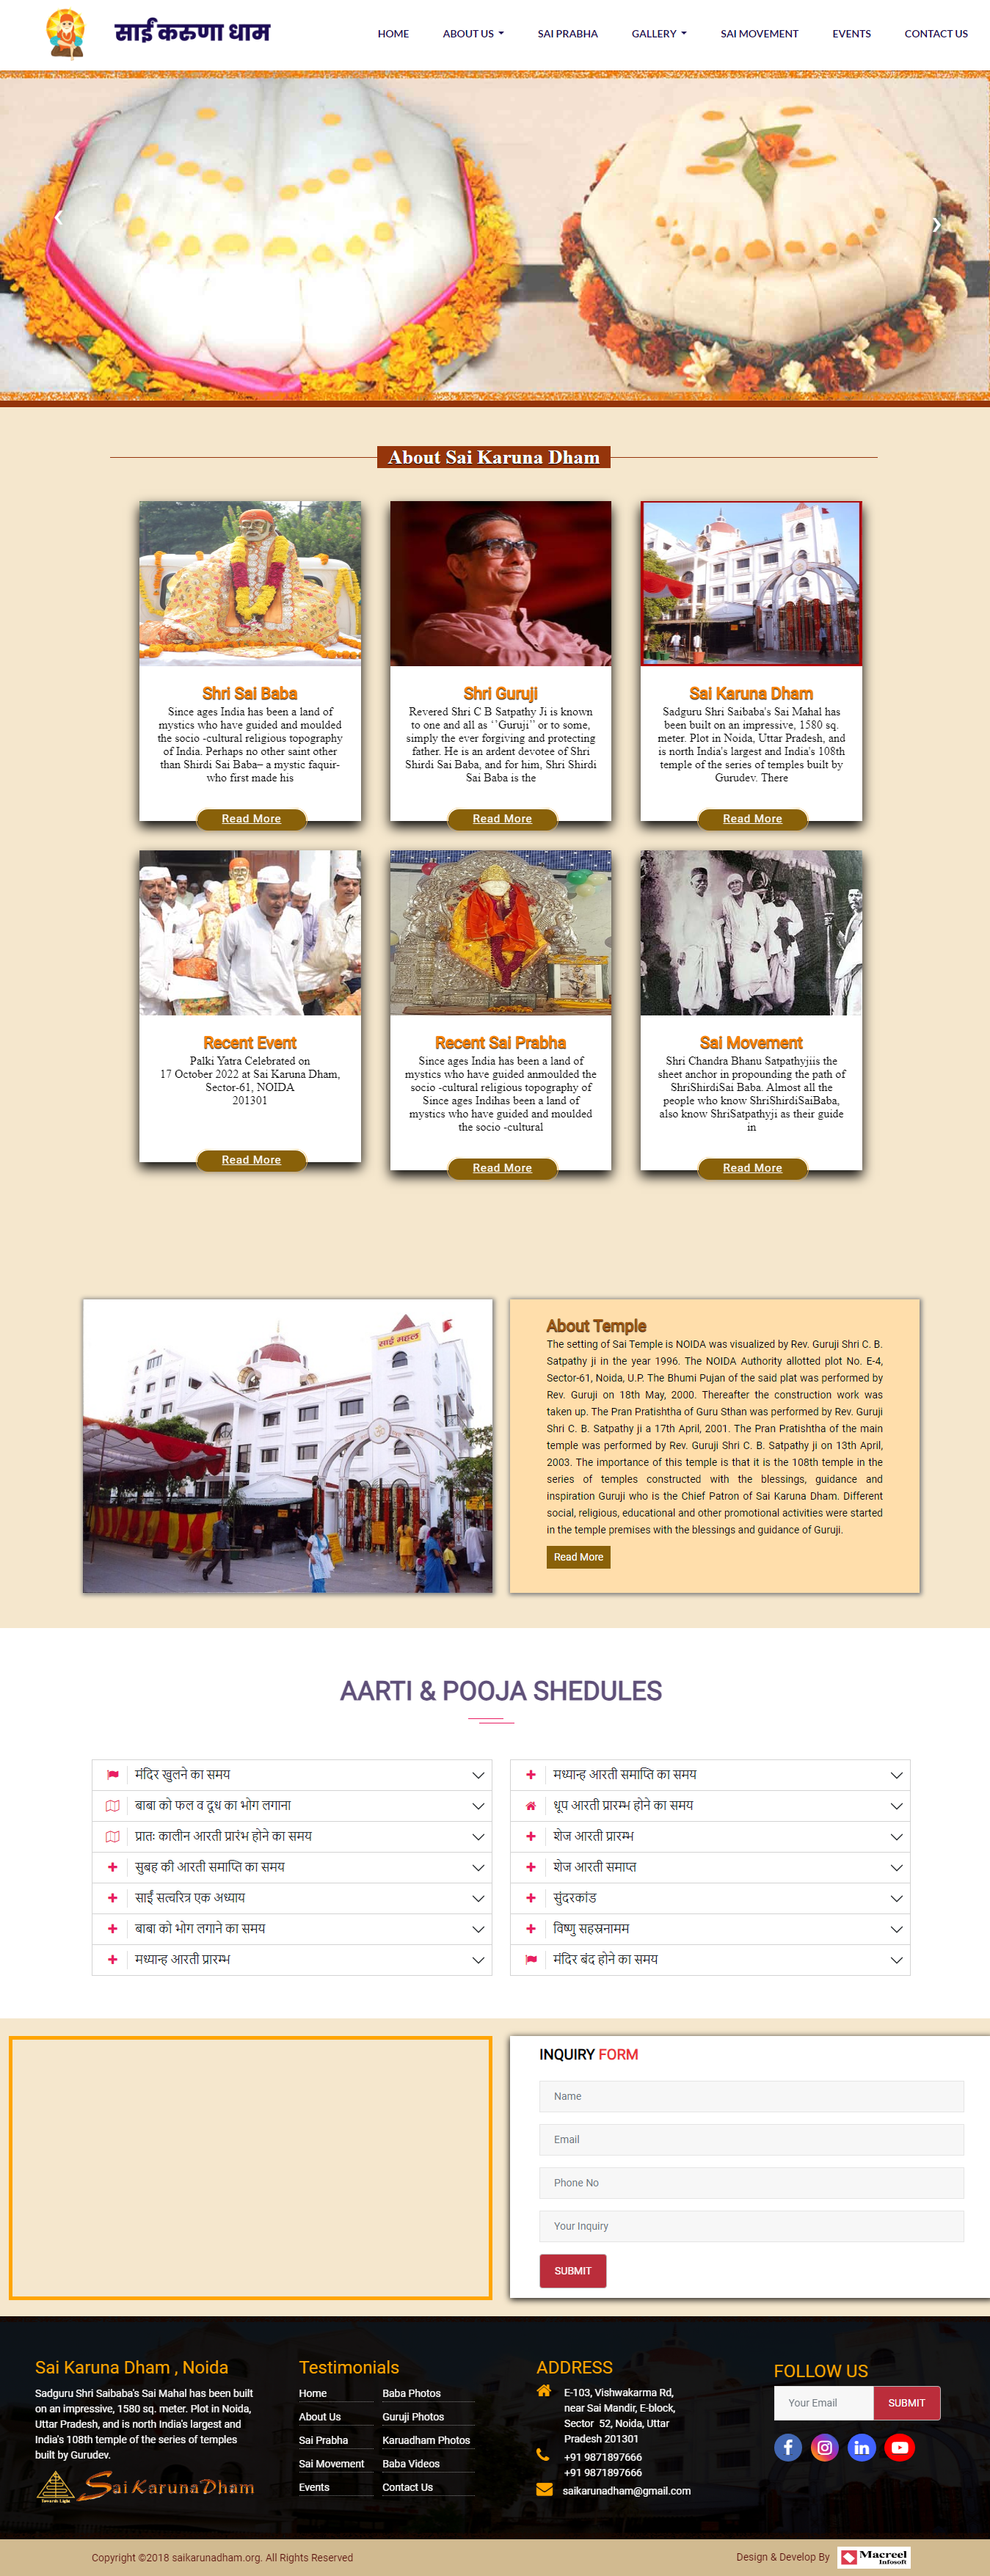 साई करुणा धाम
HOME ABOUT US SAI PRABHA GALLERY SAI MOVEMENT EVENTS CONTACT US
About Sai Karuna Dham
Shri Sai Baba
Since ages India has been a land of
mystics who have guided and moulded
the socio -cultural religious topography
of India. Perhaps no other saint other
than Shirdi Sai Baba– a mystic faquir-
who first made his
Read More
Shri Guruji
Revered Shri C B Satpathy Ji is known
to one and all as ‘’Guruji’’ or to some,
simply the ever forgiving and protecting
father. He is an ardent devotee of Shri
Shirdi Sai Baba, and for him, Shri Shirdi
Sai Baba is the
Read More
Sai Karuna Dham
Sadguru Shri Saibaba's Sai Mahal has
been built on an impressive, 1580 sq.
meter. Plot in Noida, Uttar Pradesh, and
is north India's largest and India's 108th
temple of the series of temples built by
Gurudev. There
Read More
Recent Event
Palki Yatra Celebrated on
17 October 2022 at Sai Karuna Dham,
Sector-61, NOIDA
201301
Read More
Recent Sai Prabha
Since ages India has been a land of
mystics who have guided anmoulded the
socio -cultural religious topography of
Since ages Indihas been a land of
mystics who have guided and moulded
the socio -cultural
Read More
Sai Movement
Shri Chandra Bhanu Satpathyjiis the
sheet anchor in propounding the path of
ShriShirdiSai Baba. Almost all the
people who know ShriShirdiSaiBaba,
also know ShriSatpathyji as their guide
in
Read More
साईं महल
About Temple
The setting of Sai Temple is NOIDA was visualized by Rev. Guruji Shri C. B.
Satpathy ji in the year 1996. The NOIDA Authority allotted plot No. E-4,
Sector-61, Noida, U.P. The Bhumi Pujan of the said plat was performed by
Rev. Guruji on 18th May, 2000. Thereafter the construction work was
taken up. The Pran Pratishtha of Guru Sthan was performed by Rev. Guruji
Shri C. B. Satpathy ji a 17th April, 2001. The Pran Pratishtha of the main
temple was performed by Rev. Guruji Shri C. B. Satpathy ji on 13th April,
2003. The importance of this temple is that it is the 108th temple in the
series of temples constructed with the blessings, guidance and
inspiration Guruji who is the Chief Patron of Sai Karuna Dham. Different
social, religious, educational and other promotional activities were started
in the temple premises with the blessings and guidance of Guruji.
Read More
AARTI & POOJA SHEDULES
मंदिर खुलने का समय
बाबा को फल व दूध का भोग लगाना
प्रातः कालीन आरती प्रारंभ होने का समय
सुबह की आरती समाप्ति का समय
साईं सत्चरित्र एक अध्याय
बाबा को भोग लगाने का समय
मध्यान्ह आरती प्रारम्भ
मध्यान्ह आरती समाप्ति का समय
धूप आरती प्रारम्भ होने का समय
शेज आरती प्रारम्भ
शेज आरती समाप्त
सुंदरकांड
विष्णु सहस्रनामम
मंदिर बंद होने का समय
INQUIRY FORM
Name
Email
Phone No
Your Inquiry
SUBMIT
Sai Karuna Dham , Noida
Sadguru Shri Saibaba's Sai Mahal has been built
on an impressive, 1580 sq. meter. Plot in Noida,
Uttar Pradesh, and is north India's largest and
India's 108th temple of the series of temples
built by Gurudev.
Sai Karuna Dham
Testimonials
Home
About Us
Sai Prabha
Sai Movement
Events
Baba Photos
Guruji Photos
Karuadham Photos
Baba Videos
Contact Us
ADDRESS
E-103, Vishwakarma Rd,
near Sai Mandir, E-block,
Sector 52, Noida, Uttar
Pradesh 201301
+91 9871897666
+91 9871897666
saikarunadham@gmail.com
FOLLOW US
Your Email SUBMIT
Copyright ©2018 saikarunadham.org. All Rights Reserved
Design & Develop By Macreel
Infosoft